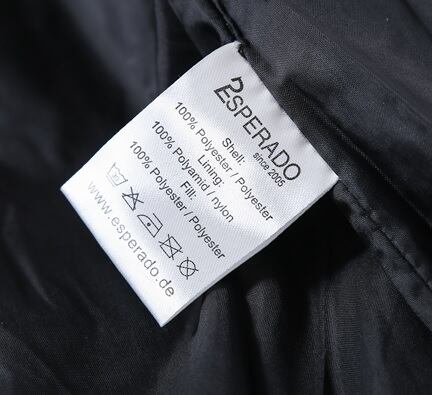 ESPERADO
since 2005
Shell:
100% Polyester / Polyester
Lining:
100% Polyamid / nylon
Fill:
100% Polyester / Polyester
www.esperado.de